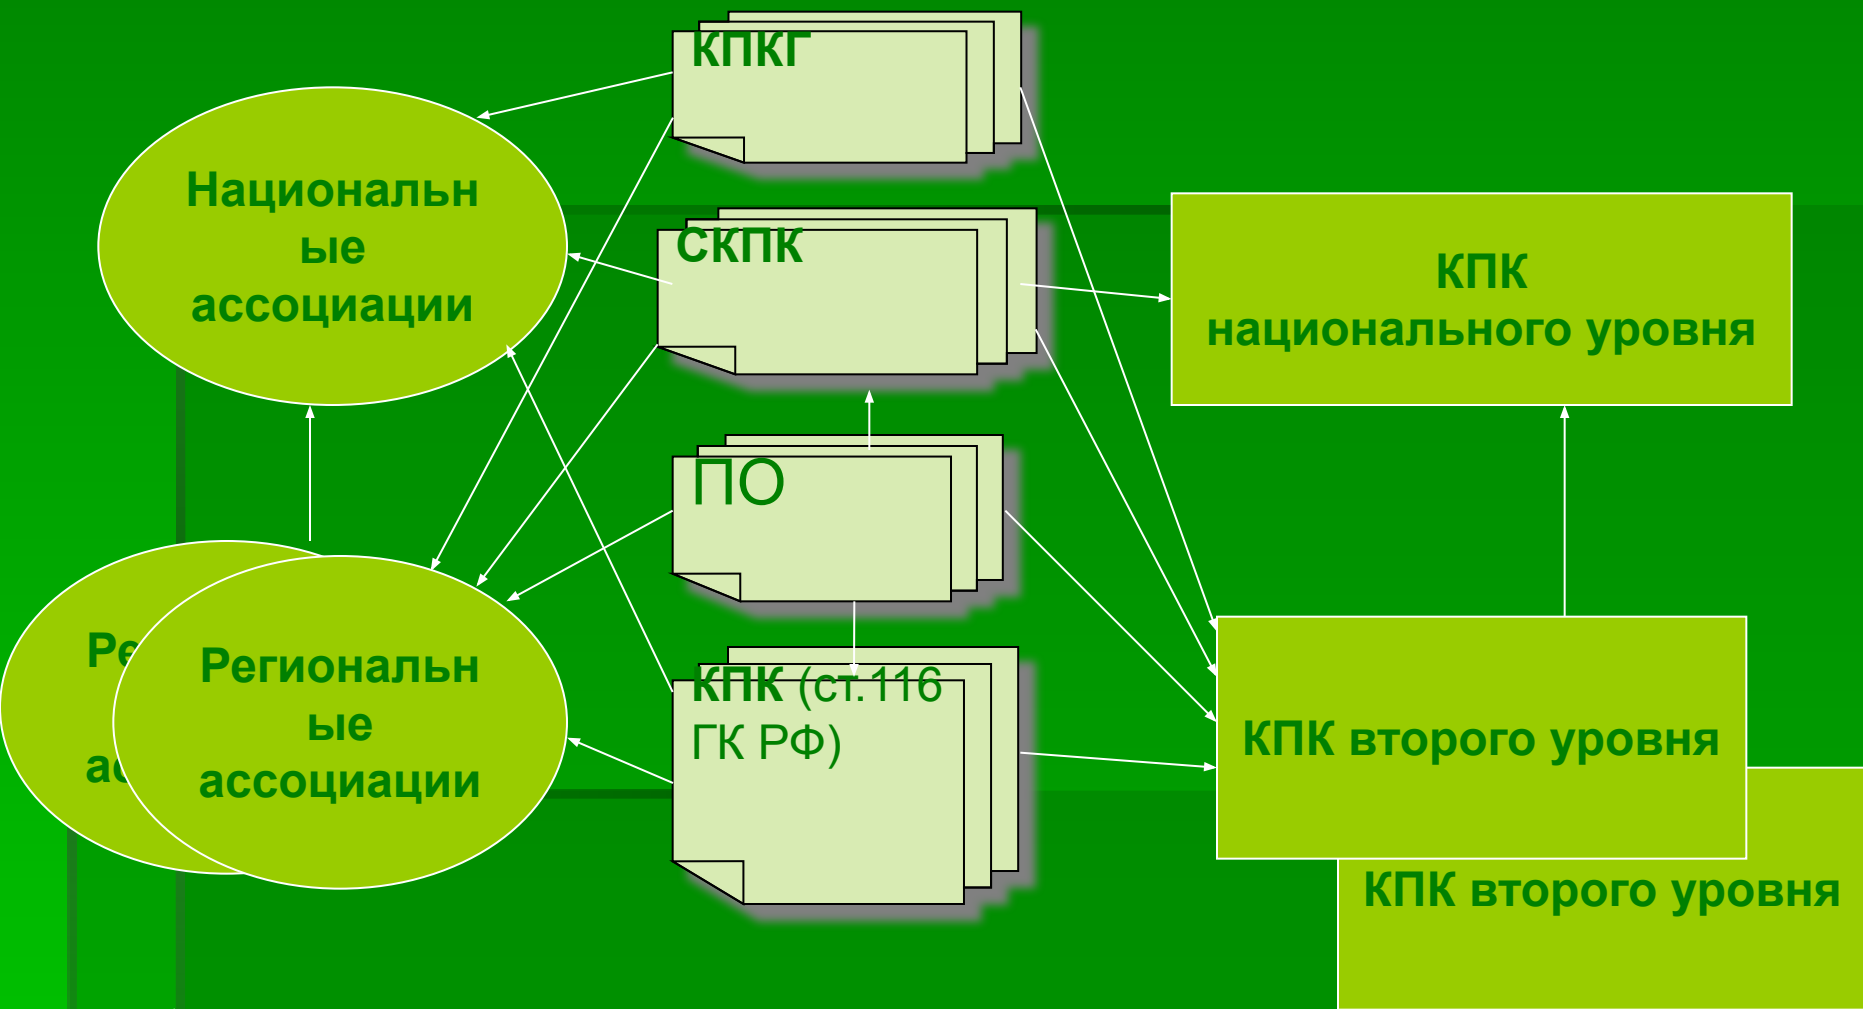 КПКГ
Национальн
ые
ассоциации
СКПК
КПК
национального уровня
ПО
Региональн
ые
ассоциации
Ре
ас
КПК (ст.116
ГК РФ)
КПК второго уровня
КПК второго уровня